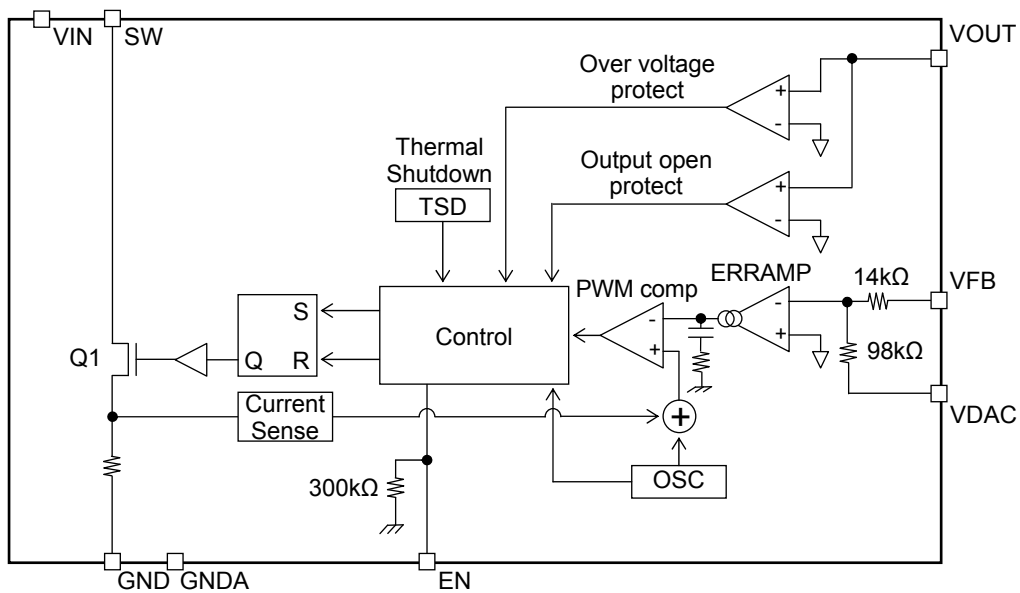 VIN
SW
VOUT
Over voltage
protect
+
-
Thermal
Shutdown
TSD
Output open
protect
+
-
ERRAMP
14kΩ
VFB
PWM comp
-
+
-
+
98kΩ
VDAC
S
Q
R
Control
Q1
Current
Sense
+
OSC
300kΩ
GND
GNDA
EN